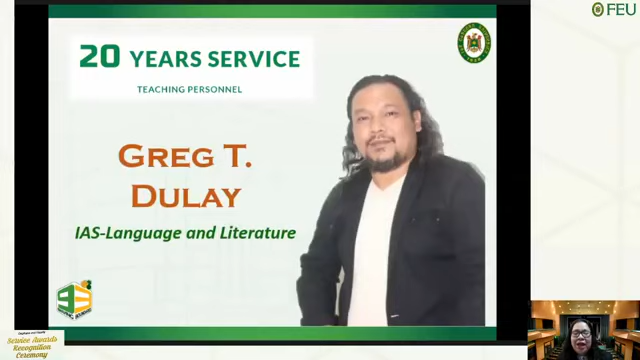 FEU
20 YEARS SERVICE
TEACHING PERSONNEL
GREG T.
DULAY
IAS-Language and Literature
Service Awards
Recognition
Ceremony